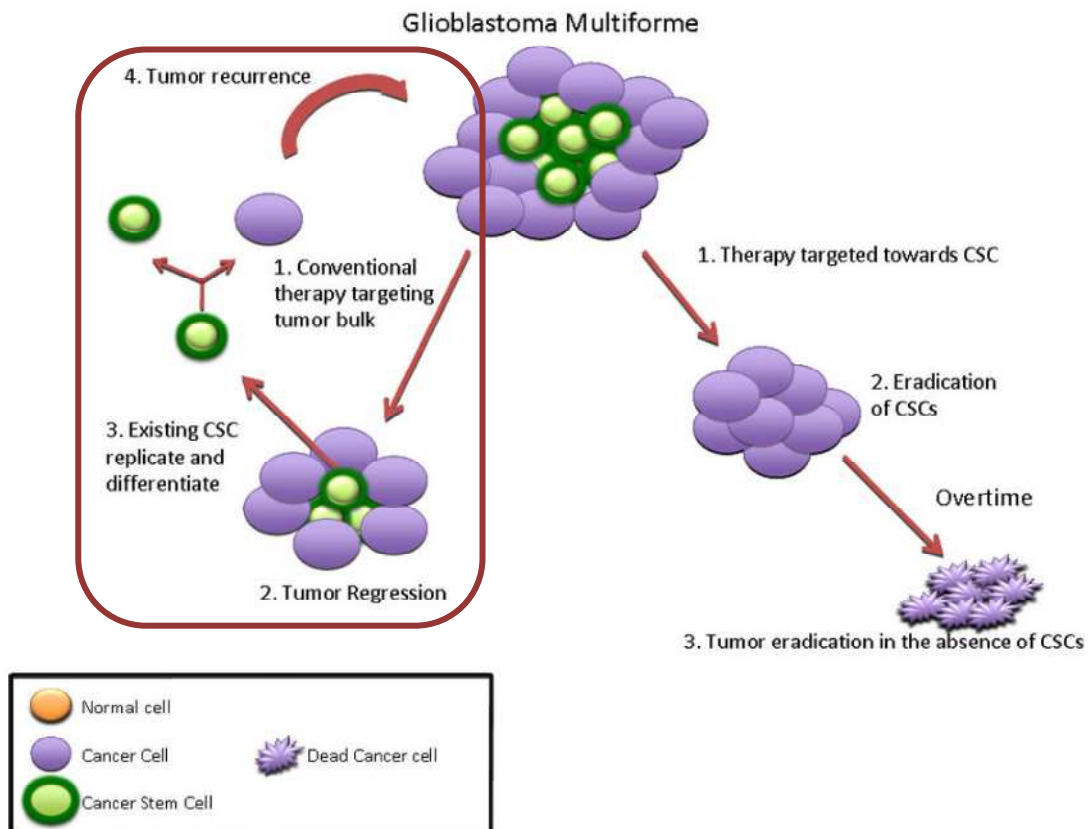 Glioblastoma Multiforme
4. Tumor recurrence
1. Conventional
therapy targeting
tumor bulk
3. Existing CSC
replicate and
differentiate
2. Tumor Regression
1. Therapy targeted towards CSC
2. Eradication
of CSCs
Overtime
3. Tumor eradication in the absence of CSCs
Normal cell
Cancer Cell
Dead Cancer cell
Cancer Stem Cell